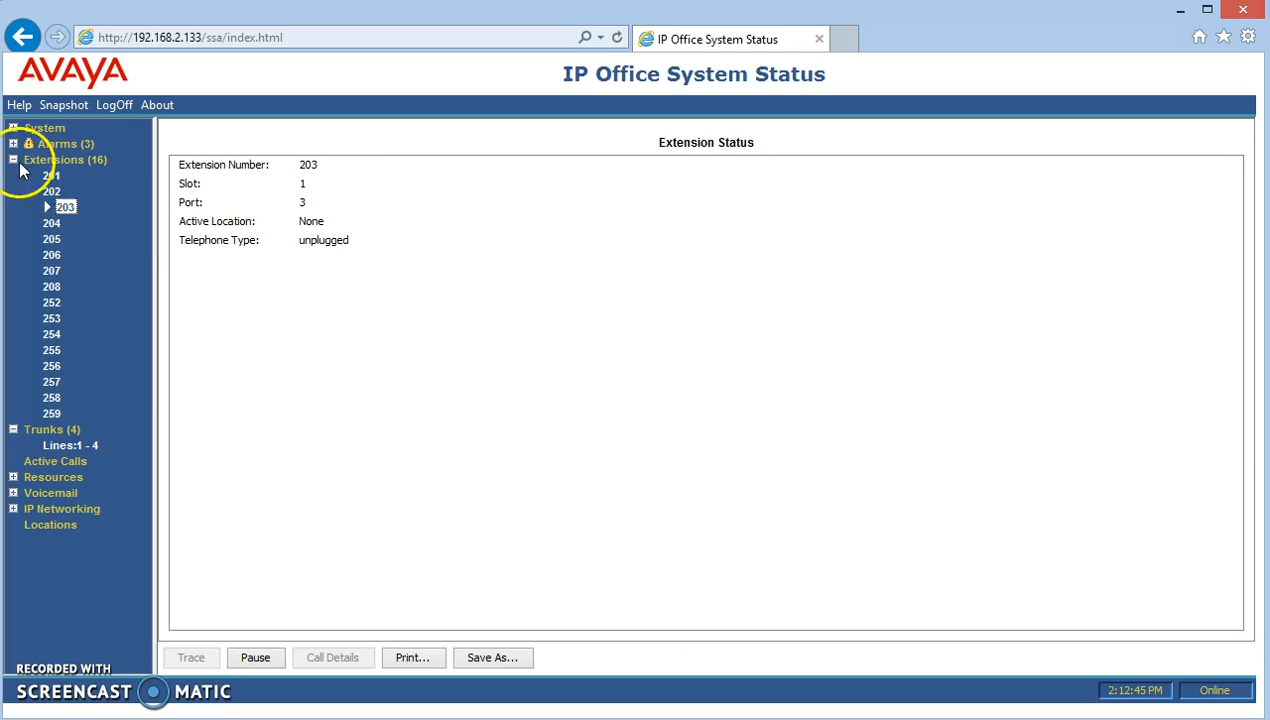 http://192.168.2.133/ssa/index.html
IP Office System Status
AVAYA
IP Office System Status
Help Snapshot LogOff About
System
Alarms (3)
Extensions (16)
201
202
203
204
205
206
207
208
252
253
254
255
256
257
258
259
Trunks (4)
Lines:1 - 4
Active Calls
Resources
Voicemail
IP Networking
Locations
Extension Status
Extension Number: 203
Slot: 1
Port: 3
Active Location: None
Telephone Type: unplugged
Trace Pause Call Details Print... Save As...
RECORDED WITH
SCREENCAST MATIC
2:12:45 PM Online